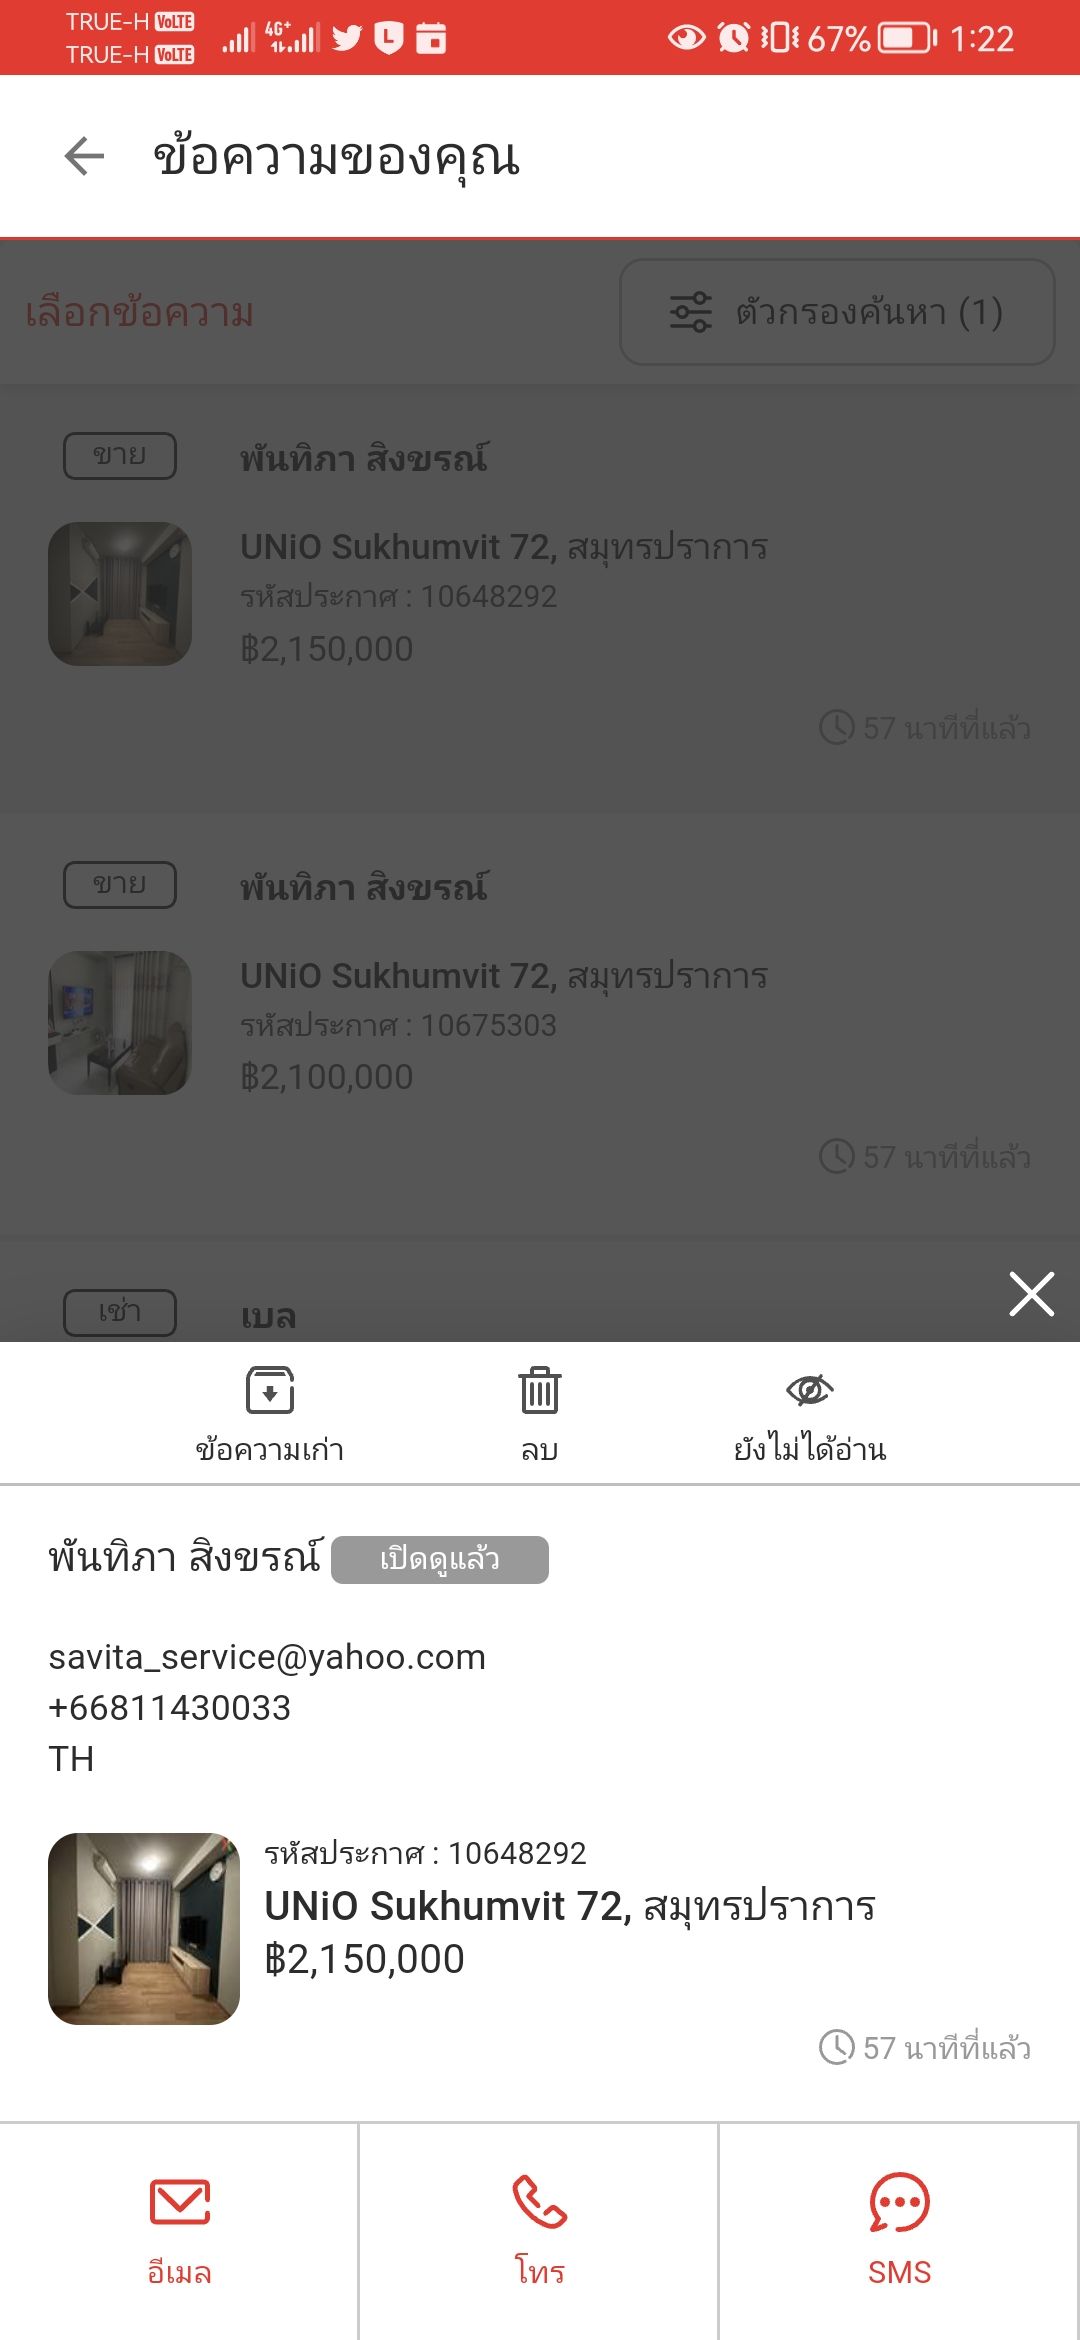 TRUE-H VoLTE
TRUE-H VoLTE
4G+
67% 1:22
ข้อความของคุณ
เลือกข้อความ
ตัวกรองค้นหา (1)
ขาย
พันทิภา สิงขรณ์
UNiO Sukhumvit 72, สมุทรปราการ
รหัสประกาศ : 10648292
฿2,150,000
57 นาทีที่แล้ว
ขาย
พันทิภา สิงขรณ์
UNiO Sukhumvit 72, สมุทรปราการ
รหัสประกาศ : 10675303
฿2,100,000
57 นาทีที่แล้ว
เช่า
เบล
ข้อความเก่า
ลบ
ยังไม่ได้อ่าน
พันทิภา สิงขรณ์ เปิดดูแล้ว
savita_service@yahoo.com
+66811430033
TH
รหัสประกาศ : 10648292
UNiO Sukhumvit 72, สมุทรปราการ
฿2,150,000
57 นาทีที่แล้ว
อีเมล
โทร
SMS